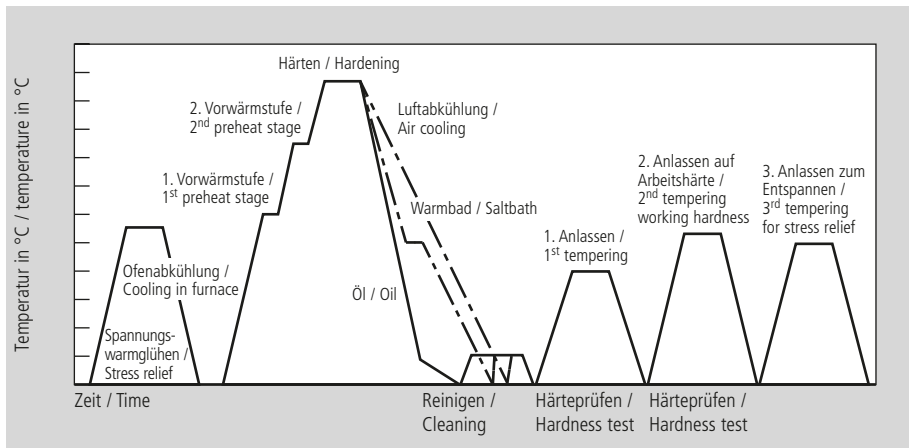 Temperatur in °C / temperature in °C
Härten / Hardening
2. Vorwärmstufe /
2nd preheat stage
Luftabkühlung /
Air cooling
1. Vorwärmstufe /
1st preheat stage
Warmbad / Saltbath
2. Anlassen auf
Arbeitshärte /
2nd tempering
working hardness
3. Anlassen zum
Entspannen /
3rd tempering
for stress relief
1. Anlassen /
1st tempering
Ofenabkühlung /
Cooling in furnace
Öl / Oil
Spannungs-
warmglühen /
Stress relief
Zeit / Time
Reinigen /
Cleaning
Härteprüfen /
Hardness test
Härteprüfen /
Hardness test